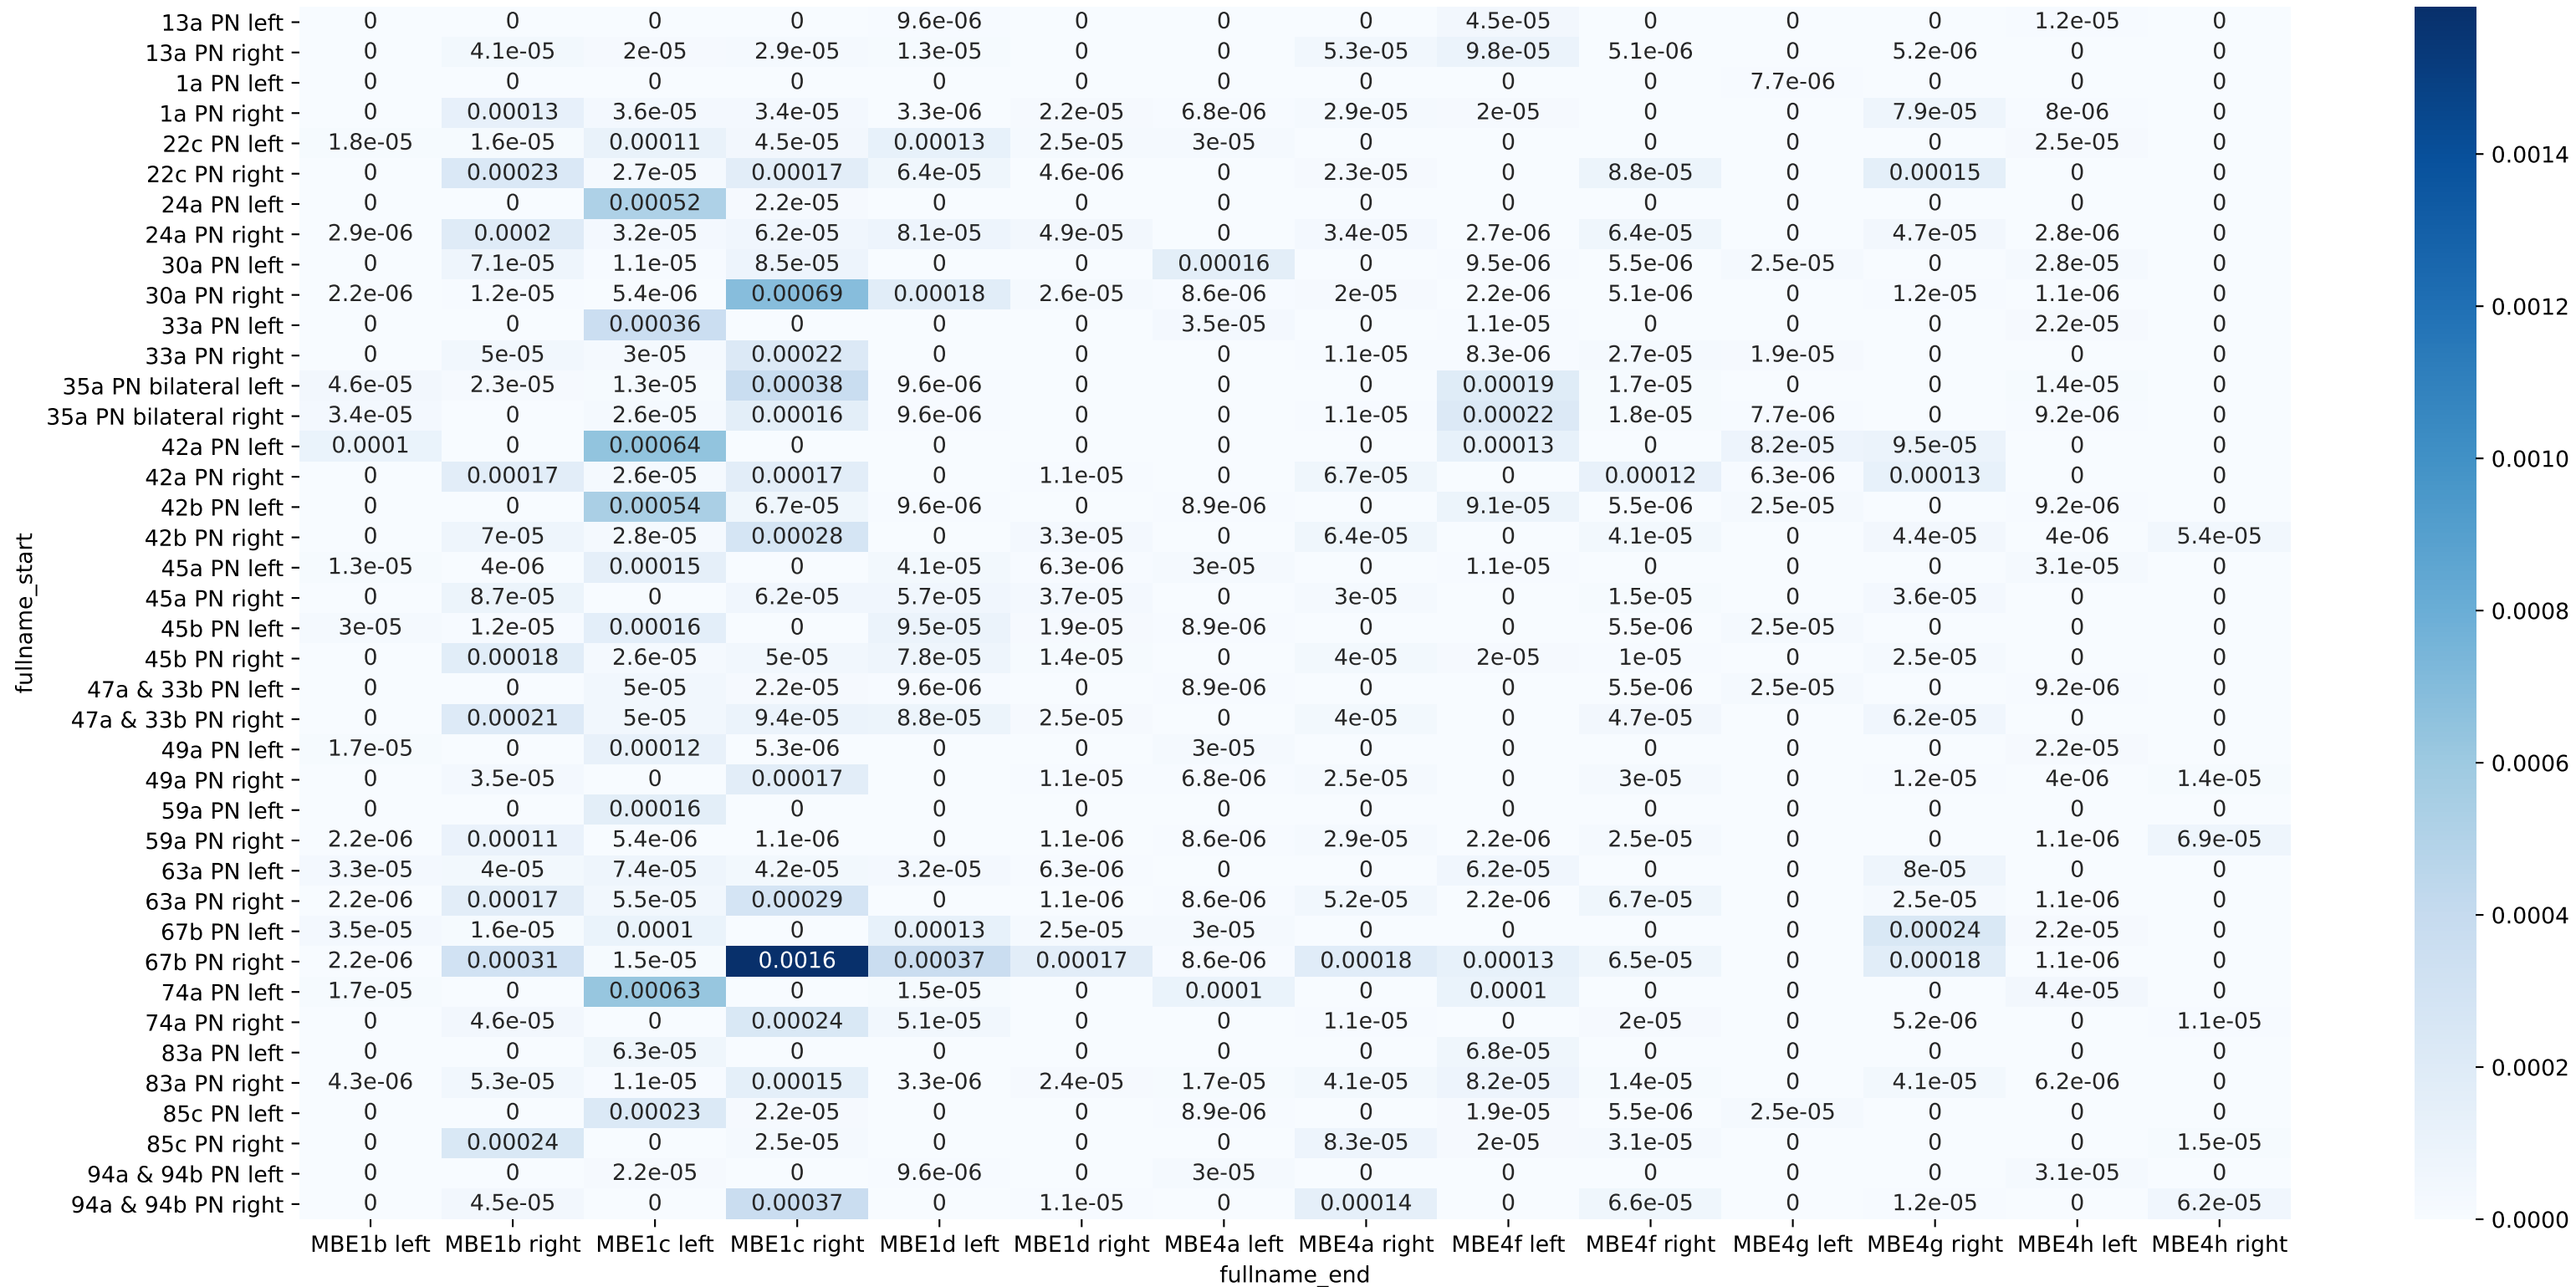 13a PN left 0 0 0 0 9.6e-06 0 0 0 4.5e-05 0 0 0 1.2e-05 0
13a PN right 0 4.1e-05 2e-05 2.9e-05 1.3e-05 0 0 5.3e-05 9.8e-05 5.1e-06 0 5.2e-06 0 0
1a PN left 0 0 0 0 0 0 0 0 0 0 7.7e-06 0 0 0
1a PN right 0 0.00013 3.6e-05 3.4e-05 3.3e-06 2.2e-05 6.8e-06 2.9e-05 2e-05 0 0 7.9e-05 8e-06 0
22c PN left 1.8e-05 1.6e-05 0.00011 4.5e-05 0.00013 2.5e-05 3e-05 0 0 0 0 0 2.5e-05 0
0.0014
22c PN right 0 0.00023 2.7e-05 0.00017 6.4e-05 4.6e-06 0 2.3e-05 0 8.8e-05 0 0.00015 0 0
24a PN left 0 0 0.00052 2.2e-05 0 0 0 0 0 0 0 0 0 0
24a PN right 2.9e-06 0.0002 3.2e-05 6.2e-05 8.1e-05 4.9e-05 0 3.4e-05 2.7e-06 6.4e-05 0 4.7e-05 2.8e-06 0
30a PN left 0 7.1e-05 1.1e-05 8.5e-05 0 0 0.00016 0 9.5e-06 5.5e-06 2.5e-05 0 2.8e-05 0
30a PN right 2.2e-06 1.2e-05 5.4e-06 0.00069 0.00018 2.6e-05 8.6e-06 2e-05 2.2e-06 5.1e-06 0 1.2e-05 1.1e-06 0
0.0012
33a PN left 0 0 0.00036 0 0 0 3.5e-05 0 1.1e-05 0 0 0 2.2e-05 0
33a PN right 0 5e-05 3e-05 0.00022 0 0 0 1.1e-05 8.3e-06 2.7e-05 1.9e-05 0 0 0
35a PN bilateral left 4.6e-05 2.3e-05 1.3e-05 0.00038 9.6e-06 0 0 0 0.00019 1.7e-05 0 0 1.4e-05 0
35a PN bilateral right 3.4e-05 0 2.6e-05 0.00016 9.6e-06 0 0 1.1e-05 0.00022 1.8e-05 7.7e-06 0 9.2e-06 0
42a PN left 0.0001 0 0.00064 0 0 0 0 0 0.00013 0 8.2e-05 9.5e-05 0 0
0.0010
42a PN right 0 0.00017 2.6e-05 0.00017 0 1.1e-05 0 6.7e-05 0 0.00012 6.3e-06 0.00013 0 0
42b PN left 0 0 0.00054 6.7e-05 9.6e-06 0 8.9e-06 0 9.1e-05 5.5e-06 2.5e-05 0 9.2e-06 0
42b PN right 0 7e-05 2.8e-05 0.00028 0 3.3e-05 0 6.4e-05 0 4.1e-05 0 4.4e-05 4e-06 5.4e-05
45a PN left 1.3e-05 4e-06 0.00015 0 4.1e-05 6.3e-06 3e-05 0 1.1e-05 0 0 0 3.1e-05 0
45a PN right 0 8.7e-05 0 6.2e-05 5.7e-05 3.7e-05 0 3e-05 0 1.5e-05 0 3.6e-05 0 0
0.0008
fullname_start
45b PN left 3e-05 1.2e-05 0.00016 0 9.5e-05 1.9e-05 8.9e-06 0 0 5.5e-06 2.5e-05 0 0 0
45b PN right 0 0.00018 2.6e-05 5e-05 7.8e-05 1.4e-05 0 4e-05 2e-05 1e-05 0 2.5e-05 0 0
47a & 33b PN left 0 0 5e-05 2.2e-05 9.6e-06 0 8.9e-06 0 0 5.5e-06 2.5e-05 0 9.2e-06 0
47a & 33b PN right 0 0.00021 5e-05 9.4e-05 8.8e-05 2.5e-05 0 4e-05 0 4.7e-05 0 6.2e-05 0 0
49a PN left 1.7e-05 0 0.00012 5.3e-06 0 0 3e-05 0 0 0 0 0 2.2e-05 0
0.0006
49a PN right 0 3.5e-05 0 0.00017 0 1.1e-05 6.8e-06 2.5e-05 0 3e-05 0 1.2e-05 4e-06 1.4e-05
59a PN left 0 0 0.00016 0 0 0 0 0 0 0 0 0 0 0
59a PN right 2.2e-06 0.00011 5.4e-06 1.1e-06 0 1.1e-06 8.6e-06 2.9e-05 2.2e-06 2.5e-05 0 0 1.1e-06 6.9e-05
63a PN left 3.3e-05 4e-05 7.4e-05 4.2e-05 3.2e-05 6.3e-06 0 0 6.2e-05 0 0 8e-05 0 0
63a PN right 2.2e-06 0.00017 5.5e-05 0.00029 0 1.1e-06 8.6e-06 5.2e-05 2.2e-06 6.7e-05 0 2.5e-05 1.1e-06 0
0.0004
67b PN left 3.5e-05 1.6e-05 0.0001 0 0.00013 2.5e-05 3e-05 0 0 0 0 0.00024 2.2e-05 0
67b PN right 2.2e-06 0.00031 1.5e-05 0.0016 0.00037 0.00017 8.6e-06 0.00018 0.00013 6.5e-05 0 0.00018 1.1e-06 0
74a PN left 1.7e-05 0 0.00063 0 1.5e-05 0 0.0001 0 0.0001 0 0 0 4.4e-05 0
74a PN right 0 4.6e-05 0 0.00024 5.1e-05 0 0 1.1e-05 0 2e-05 0 5.2e-06 0 1.1e-05
83a PN left 0 0 6.3e-05 0 0 0 0 0 6.8e-05 0 0 0 0 0
0.0002
83a PN right 4.3e-06 5.3e-05 1.1e-05 0.00015 3.3e-06 2.4e-05 1.7e-05 4.1e-05 8.2e-05 1.4e-05 0 4.1e-05 6.2e-06 0
85c PN left 0 0 0.00023 2.2e-05 0 0 8.9e-06 0 1.9e-05 5.5e-06 2.5e-05 0 0 0
85c PN right 0 0.00024 0 2.5e-05 0 0 0 8.3e-05 2e-05 3.1e-05 0 0 0 1.5e-05
94a & 94b PN left 0 0 2.2e-05 0 9.6e-06 0 3e-05 0 0 0 0 0 3.1e-05 0
94a & 94b PN right 0 4.5e-05 0 0.00037 0 1.1e-05 0 0.00014 0 6.6e-05 0 1.2e-05 0 6.2e-05
0.0000
MBE1b left MBE1b right MBE1c left MBE1c right MBE1d left MBE1d right MBE4a left MBE4a right MBE4f left MBE4f right MBE4g left MBE4g right MBE4h left MBE4h right
fullname_end